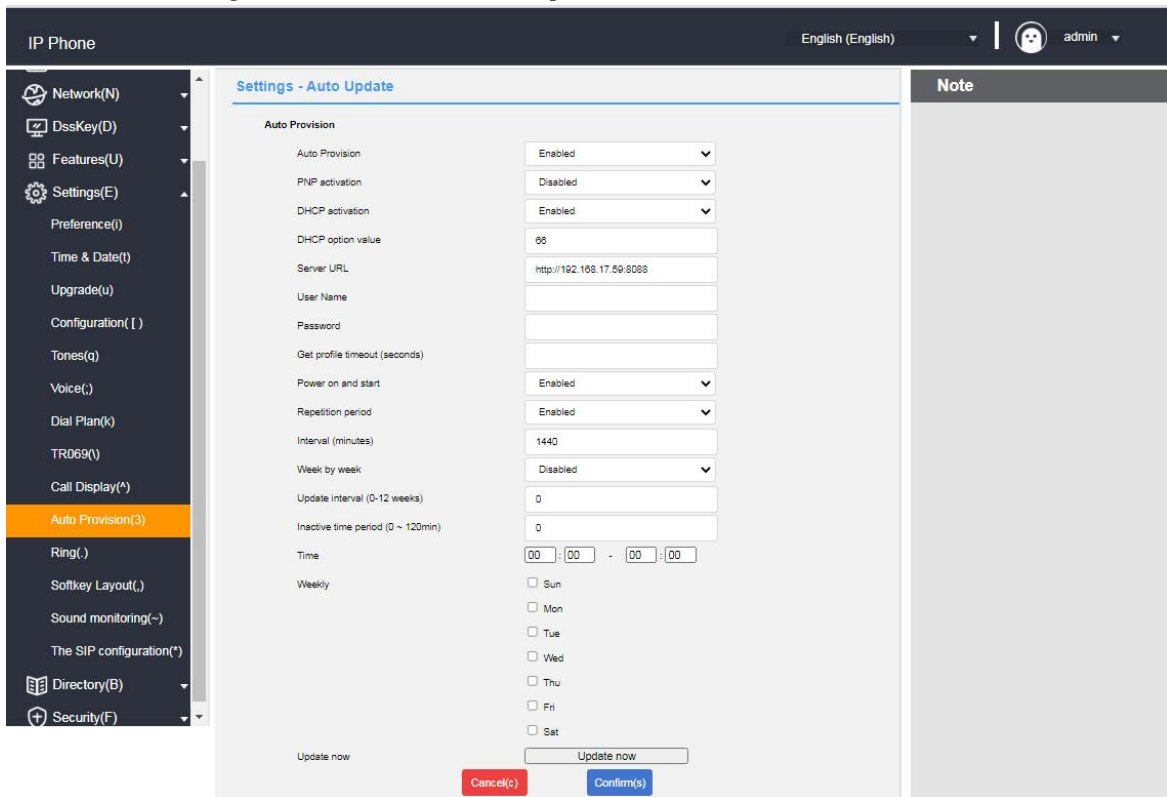 IP Phone
English (English)
admin
Network(N)
DssKey(D)
Features(U)
Settings(E)
Preference(i)
Time & Date(t)
Upgrade(u)
Configuration( [ )
Tones(q)
Voice(;)
Dial Plan(k)
TR069(\)
Call Display(^)
Auto Provision(3)
Ring(.)
Softkey Layout(,)
Sound monitoring(~)
The SIP configuration(*)
Directory(B)
Security(F)
Settings - Auto Update
Auto Provision
Auto Provision Enabled
PNP activation Disabled
DHCP activation Enabled
DHCP option value 66
Server URL http://192.168.17.59:8088
User Name
Password
Get profile timeout (seconds)
Power on and start Enabled
Repetition period Enabled
Interval (minutes) 1440
Week by week Disabled
Update interval (0-12 weeks) 0
Inactive time period (0 ~ 120min) 0
Time 00 : 00 - 00 : 00
Weekly Sun
Mon
Tue
Wed
Thu
Fri
Sat
Update now Update now
Cancel(c) Confirm(s)
Note